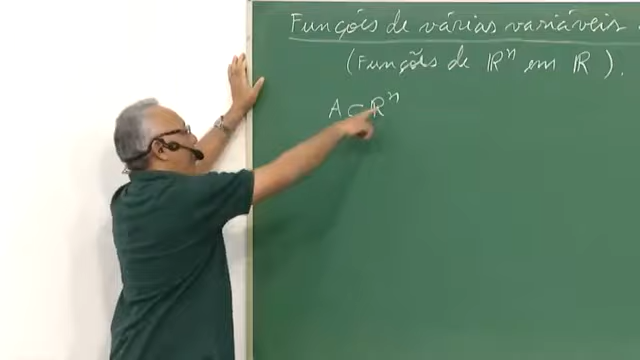 Funções de várias variáveis
(Funções de ℝⁿ em ℝ).
A ⊂ ℝⁿ